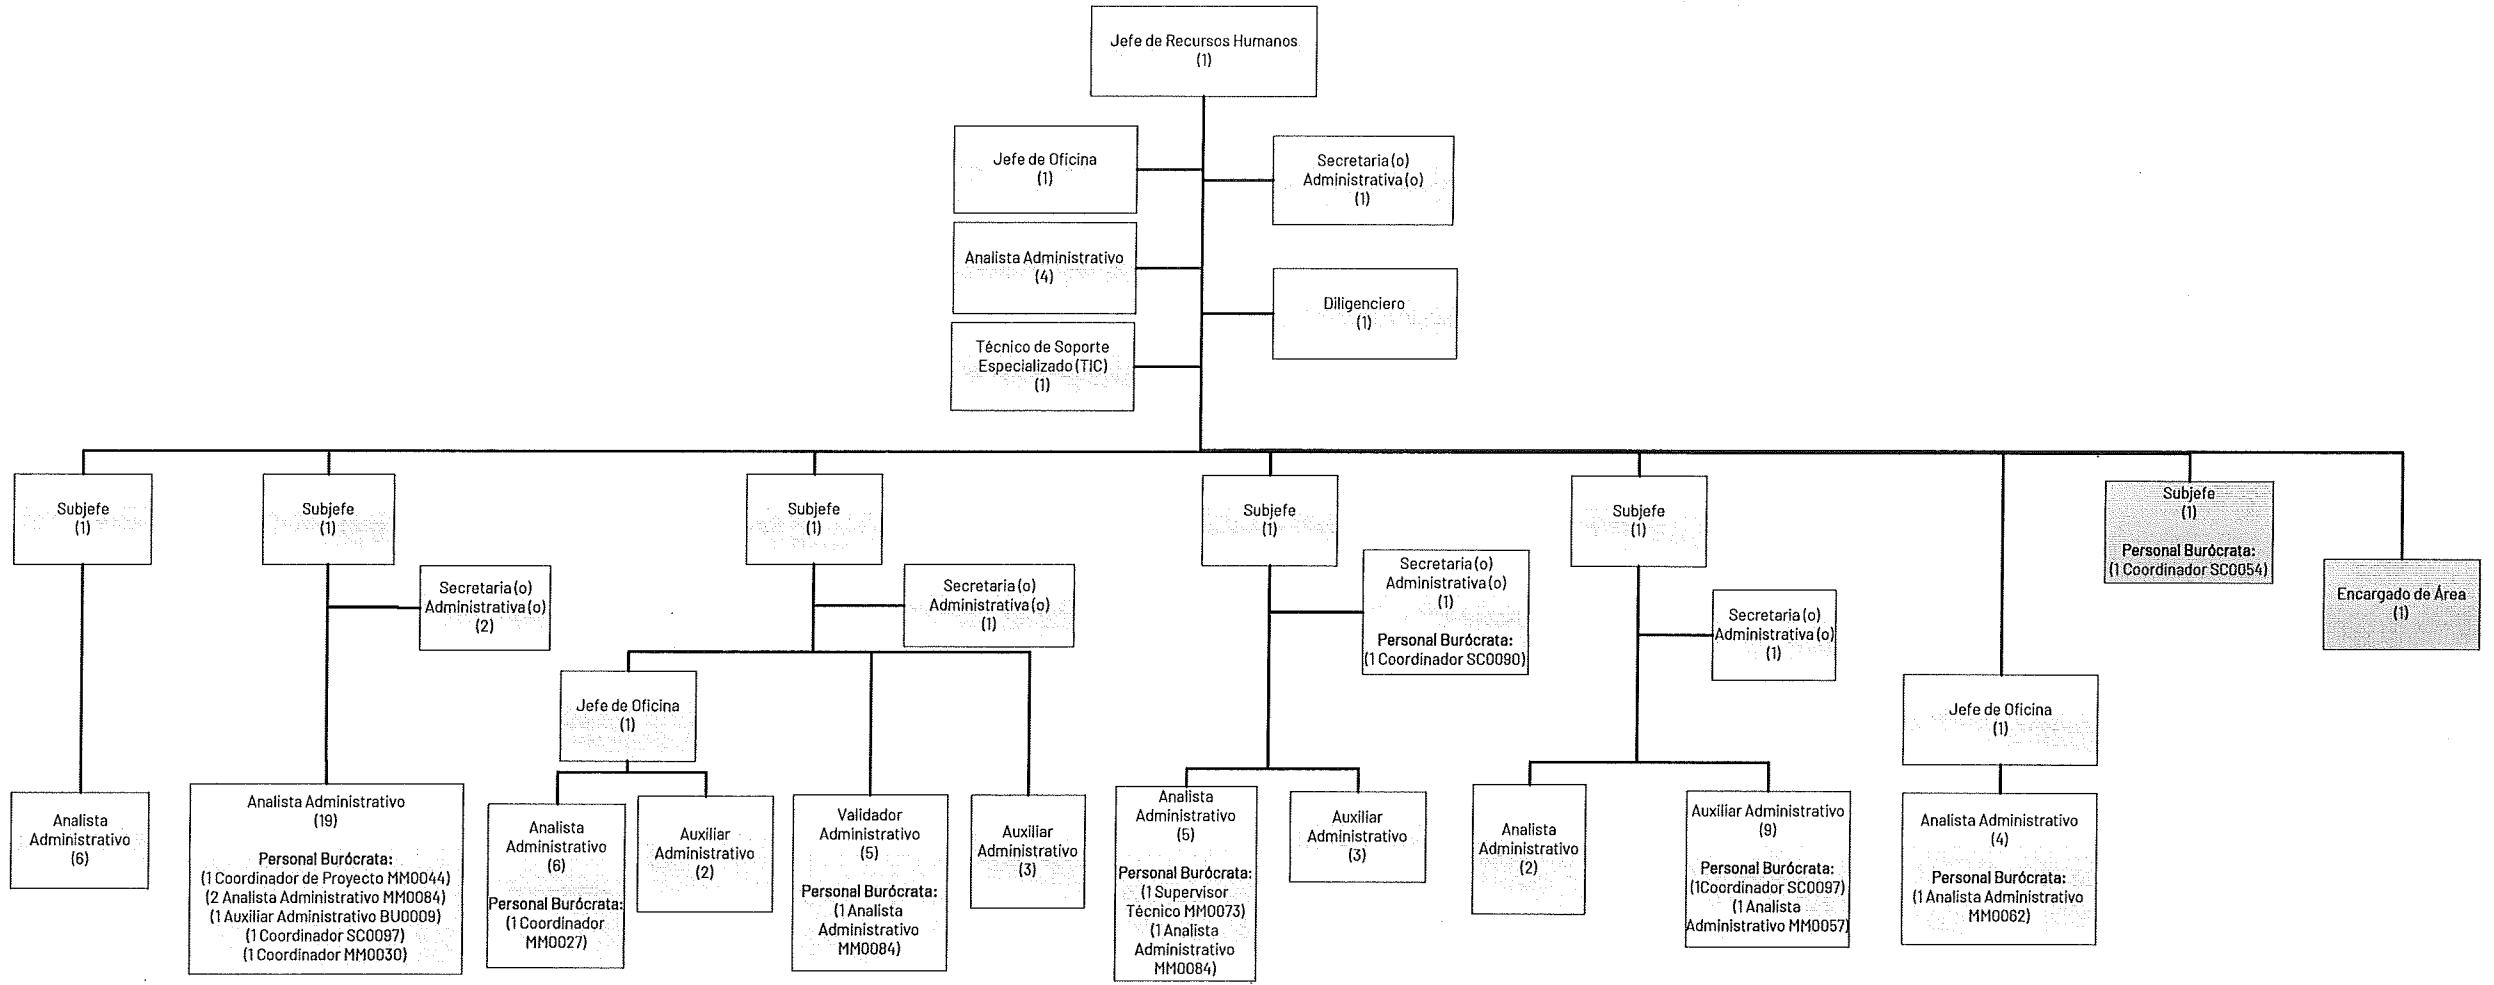 Jefe de Recursos Humanos
(1)
Jefe de Oficina
(1)
Secretaria(o)
Administrativa(o)
(1)
Analista Administrativo
(4)
Diligenciero
(1)
Técnico de Soporte
Especializado (TIC)
(1)
Subjefe
(1)
Subjefe
(1)
Subjefe
(1)
Subjefe
(1)
Subjefe
(1)
Subjefe
(1)
Personal Burócrata:
(1 Coordinador SC0054)
Encargado de Área
(1)
Secretaria(o)
Administrativa(o)
(2)
Secretaria(o)
Administrativa(o)
(1)
Secretaria(o)
Administrativa(o)
(1)
Personal Burócrata:
(1 Coordinador SC0090)
Secretaria(o)
Administrativa(o)
(1)
Jefe de Oficina
(1)
Jefe de Oficina
(1)
Analista
Administrativo
(6)
Analista Administrativo
(19)
Personal Burócrata:
(1 Coordinador de Proyecto MM0044)
(2 Analista Administrativo MM0084)
(1 Auxiliar Administrativo BU0009)
(1 Coordinador SC0097)
(1 Coordinador MM0030)
Analista
Administrativo
(6)
Personal Burócrata:
(1 Coordinador
MM0027)
Auxiliar
Administrativo
(2)
Validador
Administrativo
(5)
Personal Burócrata:
(1 Analista
Administrativo
MM0084)
Auxiliar
Administrativo
(3)
Analista
Administrativo
(5)
Personal Burócrata:
(1 Supervisor
Técnico MM0073)
(1 Analista
Administrativo
MM0084)
Auxiliar
Administrativo
(3)
Analista
Administrativo
(2)
Auxiliar Administrativo
(9)
Personal Burócrata:
(1Coordinador SC0097)
(1 Analista
Administrativo MM0057)
Analista Administrativo
(4)
Personal Burócrata:
(1 Analista Administrativo
MM0062)